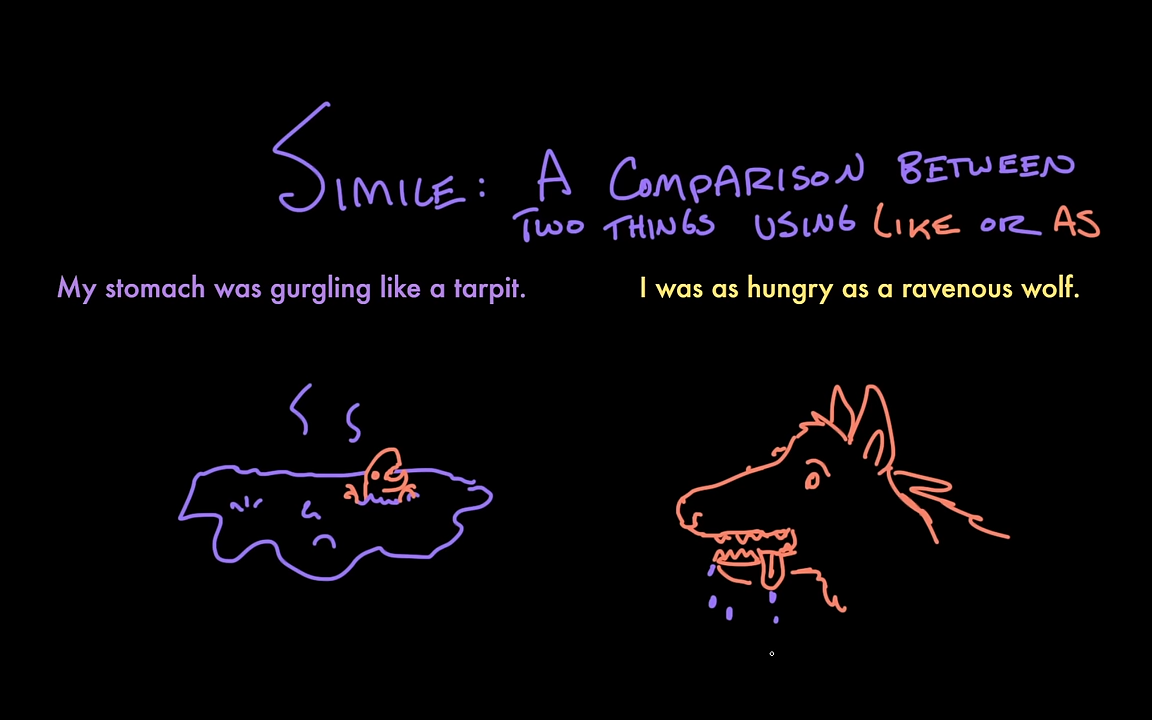 SIMILE: A COMPARISON BETWEEN
TWO THINGS USING LIKE OR AS
My stomach was gurgling like a tarpit.
I was as hungry as a ravenous wolf.